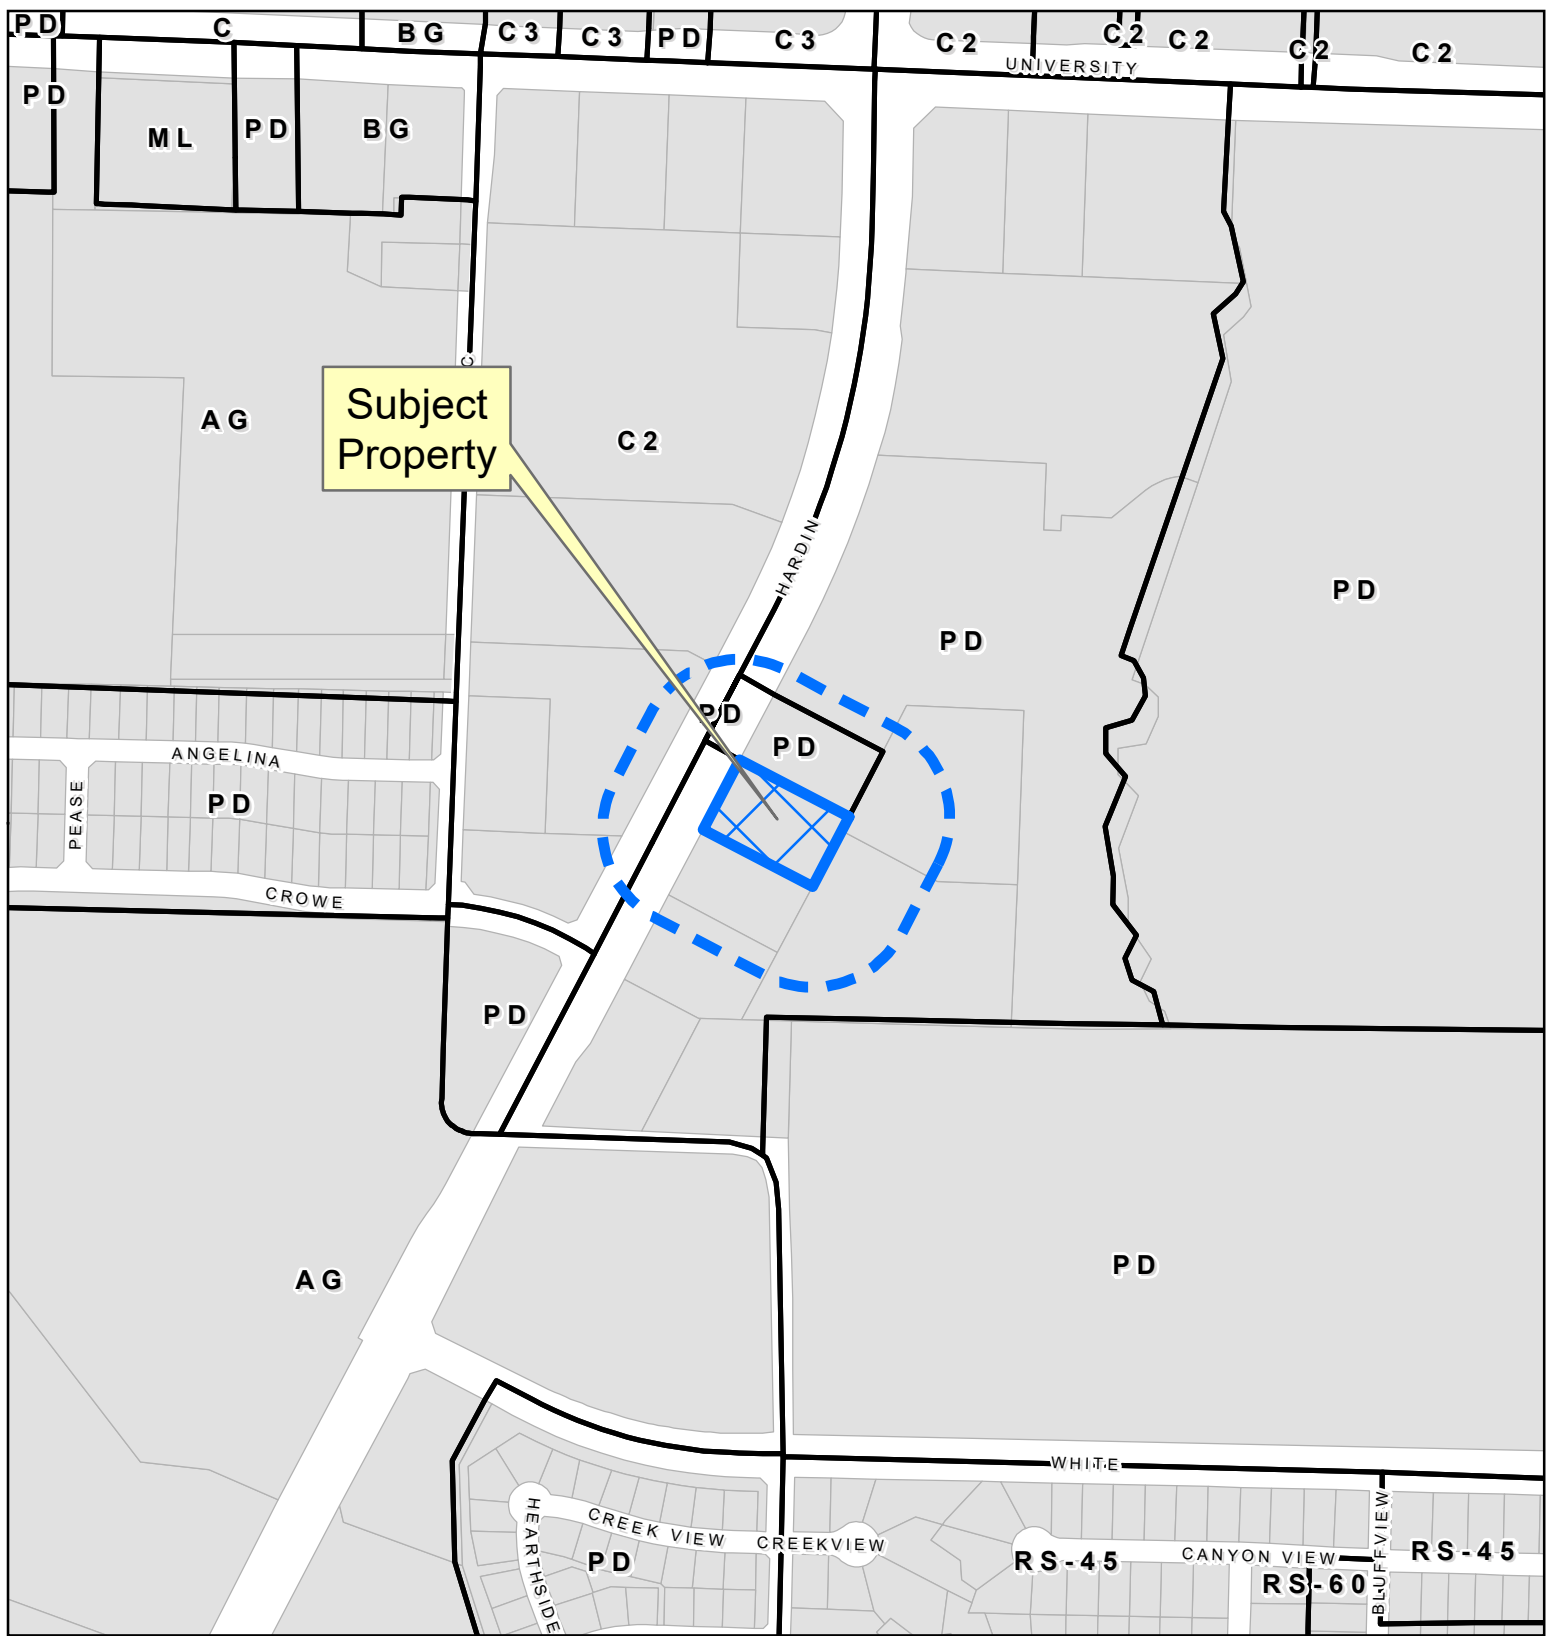 PD
C
BG
C3
C3
PD
C3
C2
C2
C2
C2
C2
UNIVERSITY
PD
ML
PD
BG
C
Subject
Property
AG
C2
HARDIN
PD
PD
PD
PD
ANGELINA
PEASE
PD
CROWE
PD
AG
PD
WHITE
HEARTHSIDE
CREEK VIEW
CREEKVIEW
PD
RS-45
CANYON VIEW
BLUFFVIEW
RS-45
RS-60